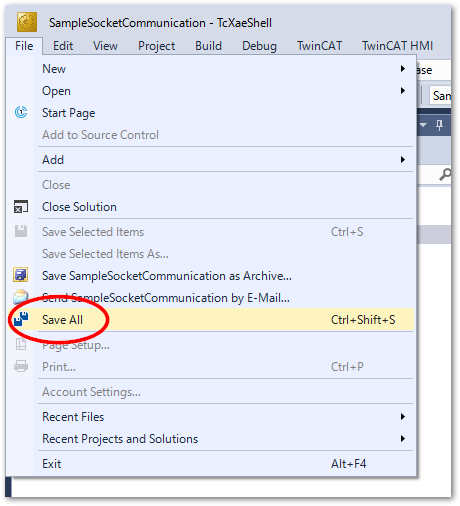 SampleSocketCommunication - TcXaeShell
File Edit View Project Build Debug TwinCAT TwinCAT HMI
New
Open
Start Page
Add to Source Control
Add
Close
Close Solution
Save Selected Items Ctrl+S
Save Selected Items As...
Save SampleSocketCommunication as Archive...
Send SampleSocketCommunication by E-Mail...
Save All Ctrl+Shift+S
Page Setup...
Print... Ctrl+P
Account Settings...
Recent Files
Recent Projects and Solutions
Exit Alt+F4